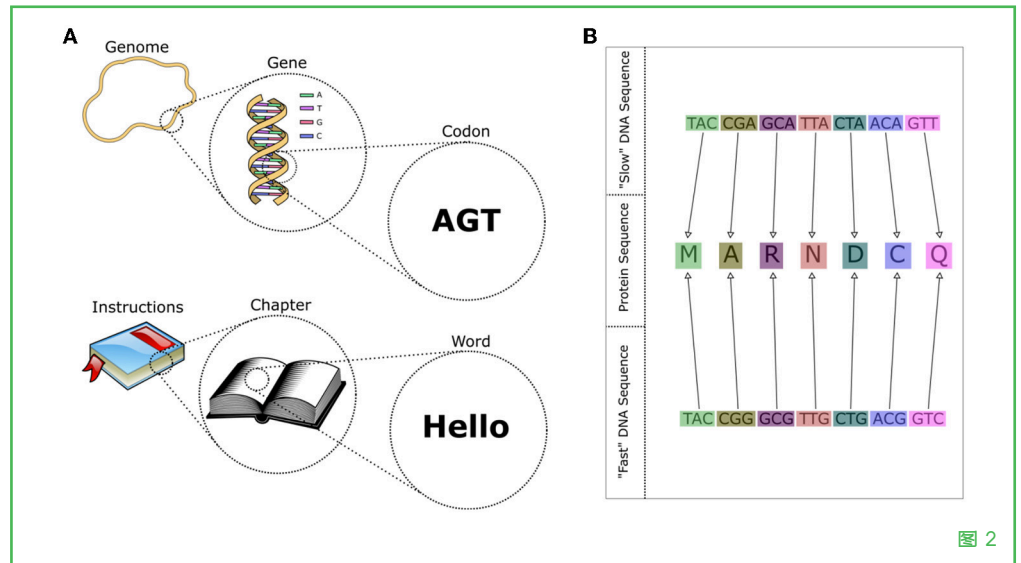 A
Genome
Gene
A
T
G
C
Codon
AGT
Instructions
Chapter
Word
Hello
B
"Slow" DNA Sequence
TAC CGA GCA TTA CTA ACA GTT
Protein Sequence
M A R N D C Q
"Fast" DNA Sequence
TAC CGG GCG TTG CTG ACG GTC
图 2